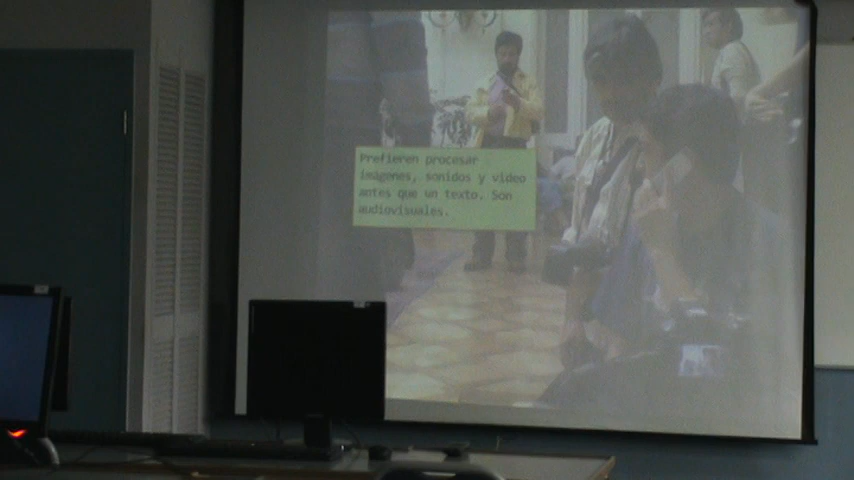 Prefieren procesar
imágenes, sonidos y video
antes que un texto. Son
audiovisuales.